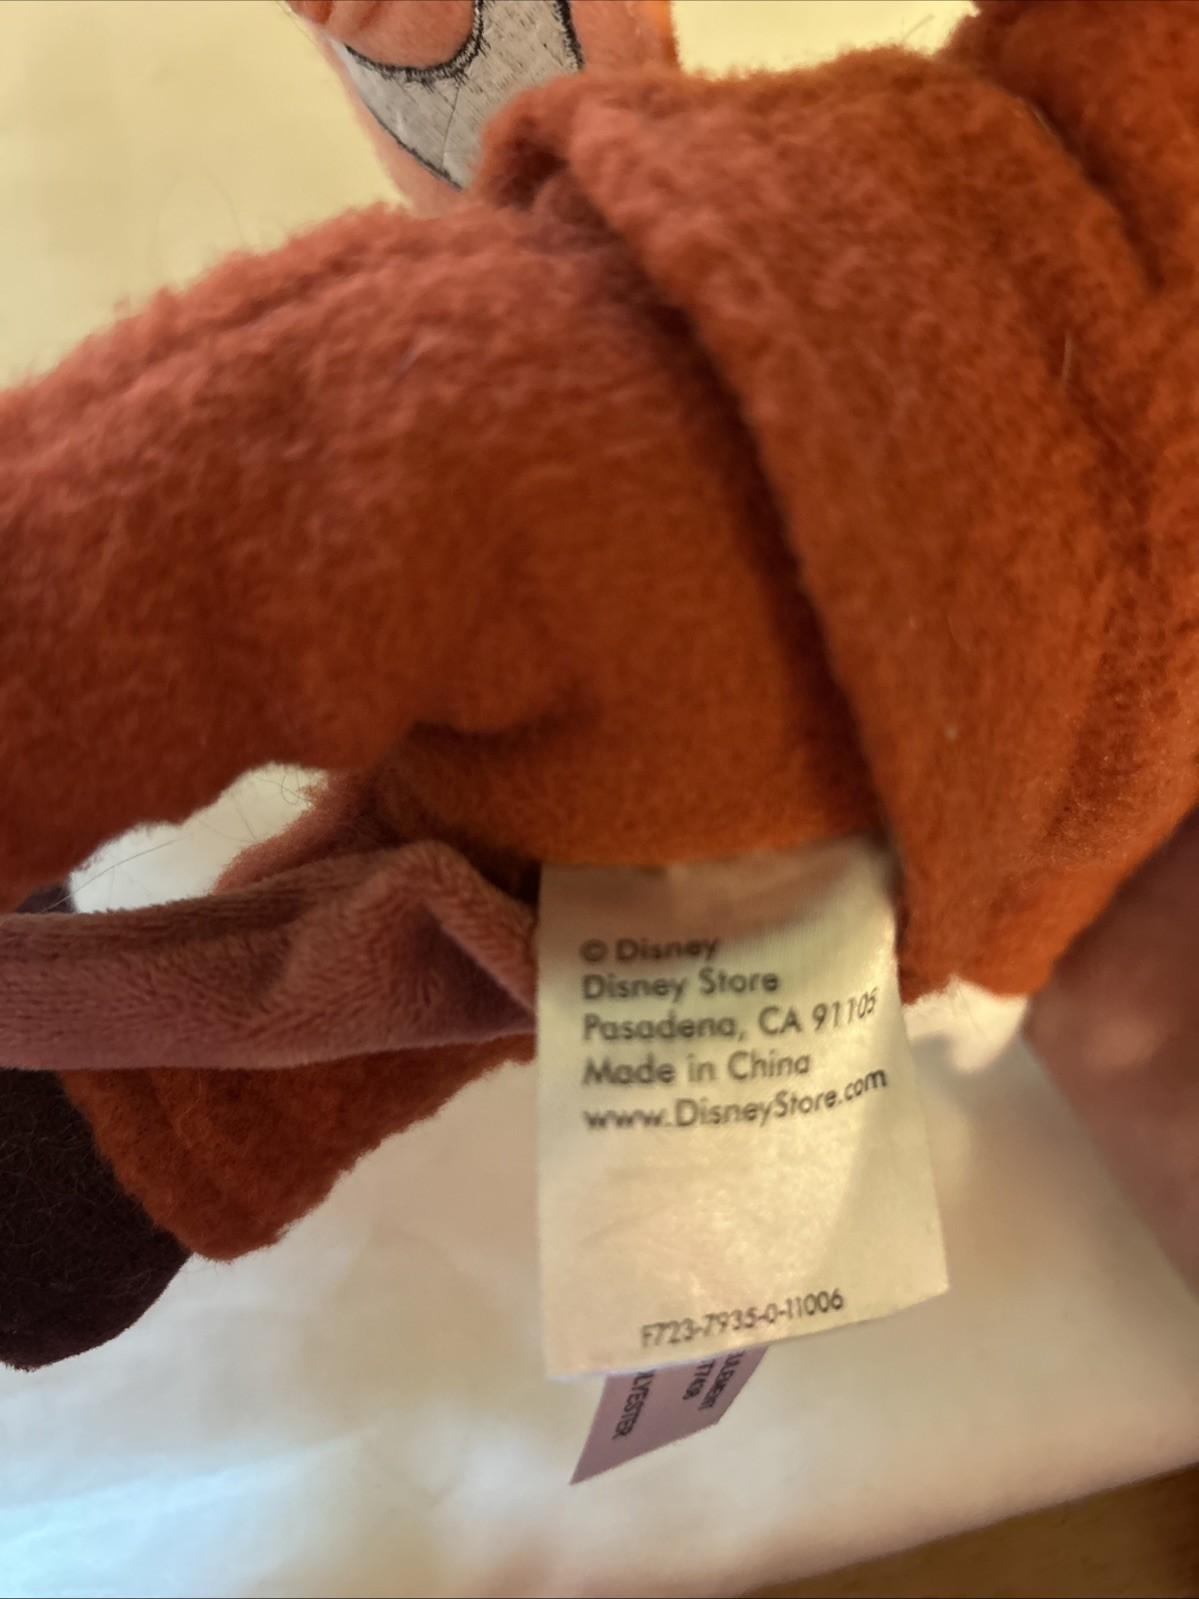 © Disney
Disney Store
Pasadena, CA 91105
Made in China
www.DisneyStore.com
F723-7935-0-11006